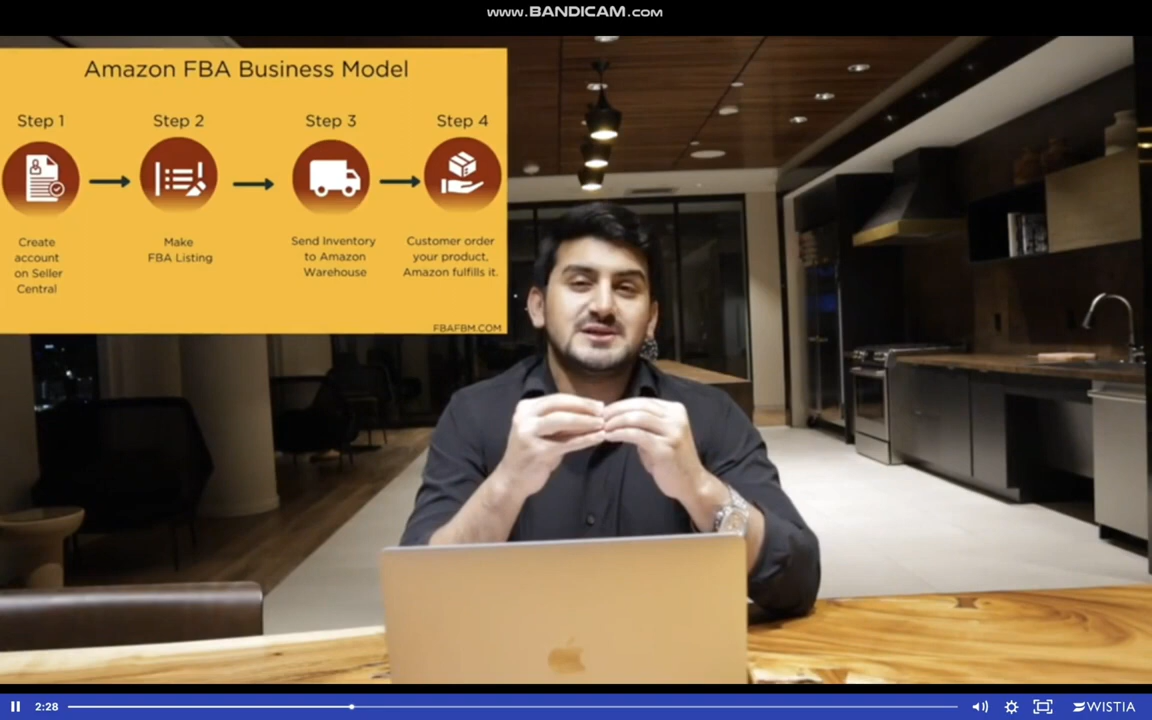 www.BANDICAM.com
Amazon FBA Business Model
Step 1
Step 2
Step 3
Step 4
Create
account
on Seller
Central
Make
FBA Listing
Send Inventory
to Amazon
Warehouse
Customer order
your product,
Amazon fulfills it.
FBAFBM.COM
2:28
WISTIA